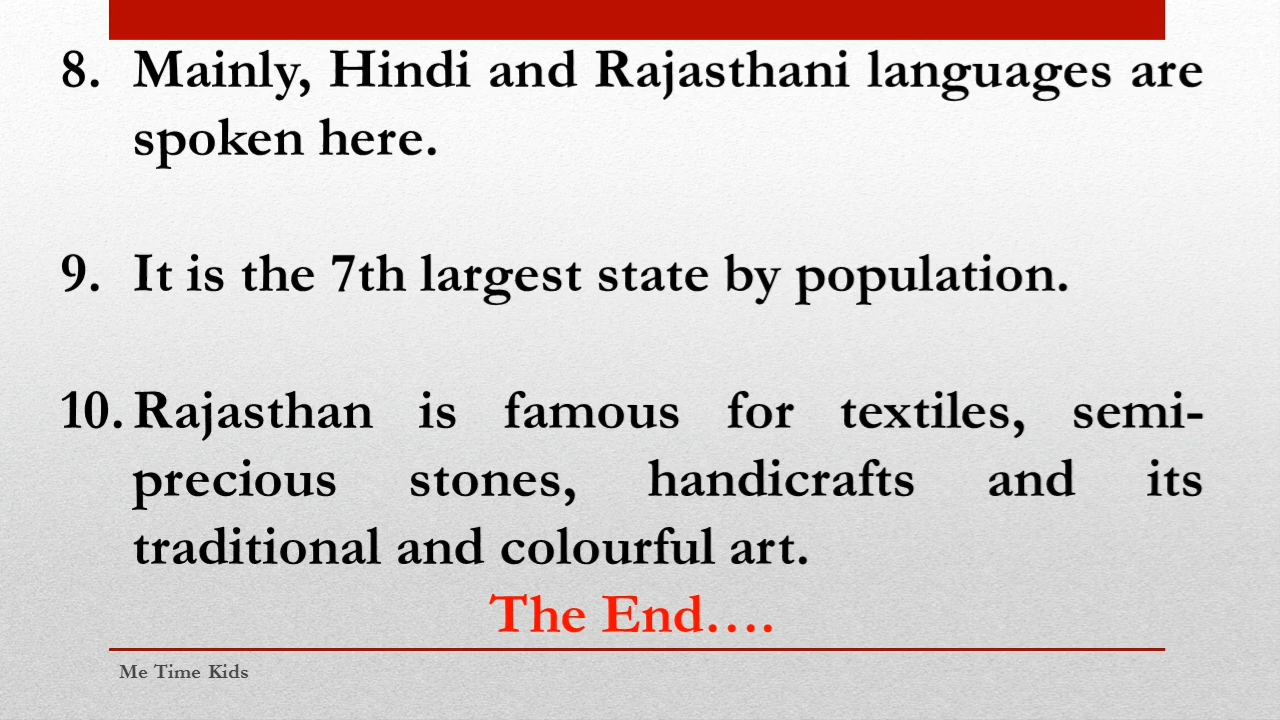 8. Mainly, Hindi and Rajasthani languages are
spoken here.
9. It is the 7th largest state by population.
10. Rajasthan is famous for textiles, semi-
precious stones, handicrafts and its
traditional and colourful art.
The End….
Me Time Kids